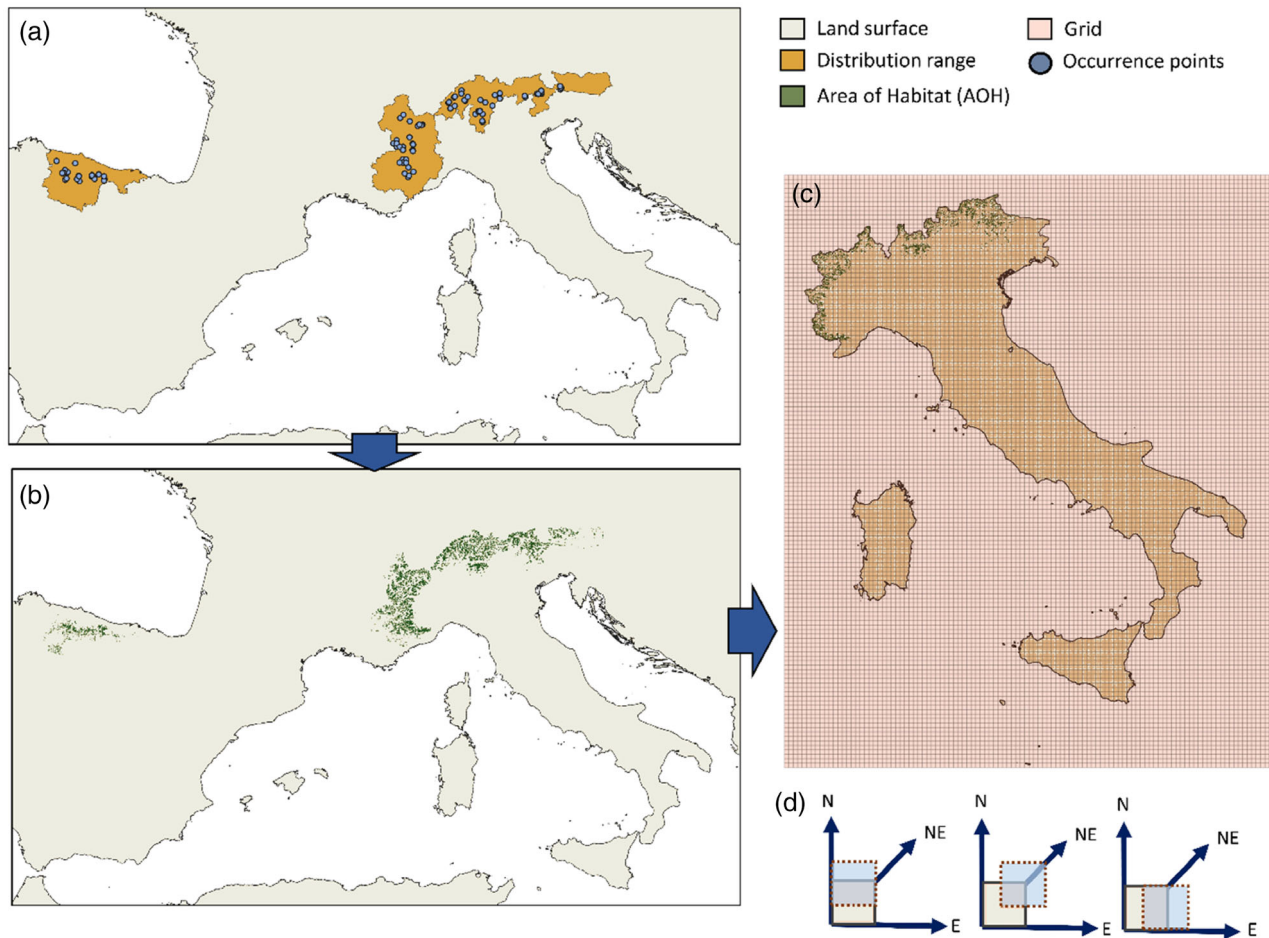 (a)
Land surface
Grid
Distribution range
Occurrence points
Area of Habitat (AOH)
(c)
(b)
(d)
N
NE
E
N
NE
E
N
NE
E